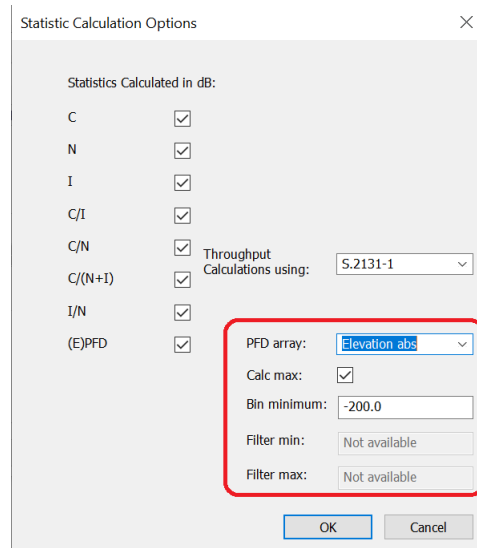 Statistic Calculation Options
Statistics Calculated in dB:
C
N
I
C/I
C/N
C/(N+I)
I/N
(E)PFD
Throughput
Calculations using:
S.2131-1
PFD array:
Elevation abs
Calc max:
Bin minimum:
-200.0
Filter min:
Not available
Filter max:
Not available
OK
Cancel